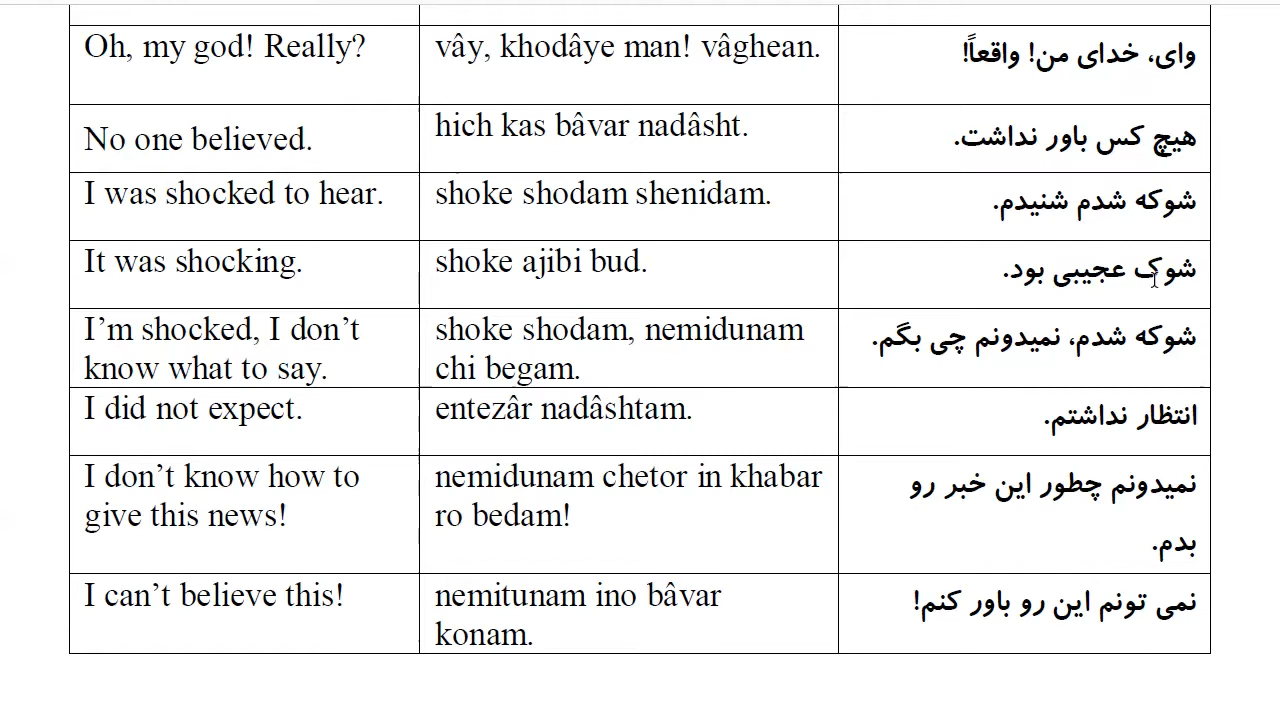 Oh, my god! Really?
vây, khodâye man! vâghean.
وای، خدای من! واقعاً!
No one believed.
hich kas bâvar nadâsht.
هیچ کس باور نداشت.
I was shocked to hear.
shoke shodam shenidam.
شوکه شدم شنیدم.
It was shocking.
shoke ajibi bud.
شوک عجیبی بود.
I’m shocked, I don’t
know what to say.
shoke shodam, nemidunam
chi begam.
شوکه شدم، نمیدونم چی بگم.
I did not expect.
entezâr nadâshtam.
انتظار نداشتم.
I don’t know how to
give this news!
nemidunam chetor in khabar
ro bedam!
نمیدونم چطور این خبر رو
بدم.
I can’t believe this!
nemitunam ino bâvar
konam.
نمی تونم این رو باور کنم!